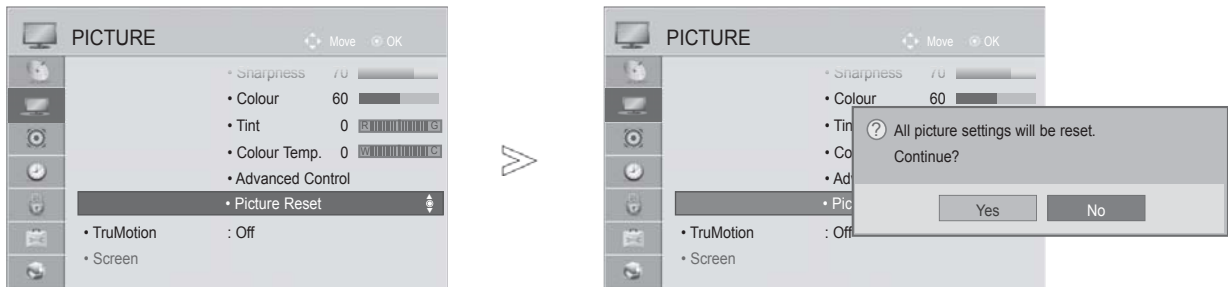 PICTURE Move OK
• Sharpness 70
• Colour 60
• Tint 0 R G
• Colour Temp. 0 W C
• Advanced Control
• Picture Reset
• TruMotion : Off
• Screen
PICTURE Move OK
• Sharpness 70
• Colour 60
• Tin
• Co
• Ad
• Pic
• TruMotion : Off
• Screen
? All picture settings will be reset.
Continue?
Yes No